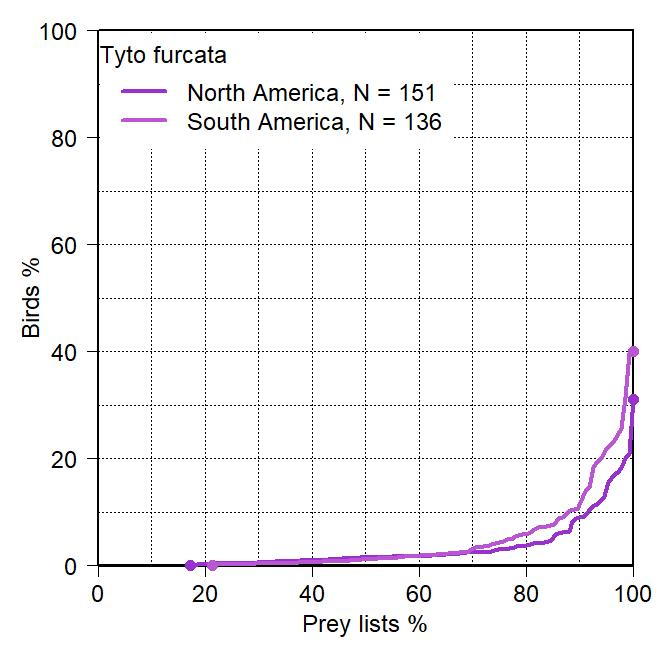 Tyto furcata
North America, N = 151
South America, N = 136
100
80
60
40
20
0
Birds %
0 20 40 60 80 100
Prey lists %